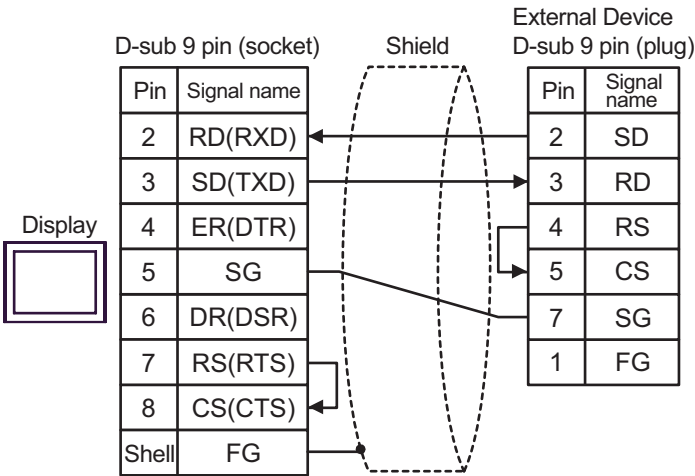 External Device
D-sub 9 pin (socket) Shield D-sub 9 pin (plug)
Pin Signal name
2 RD(RXD)
3 SD(TXD)
4 ER(DTR)
5 SG
6 DR(DSR)
7 RS(RTS)
8 CS(CTS)
Shell FG
Display
Pin Signal
name
2 SD
3 RD
4 RS
5 CS
7 SG
1 FG